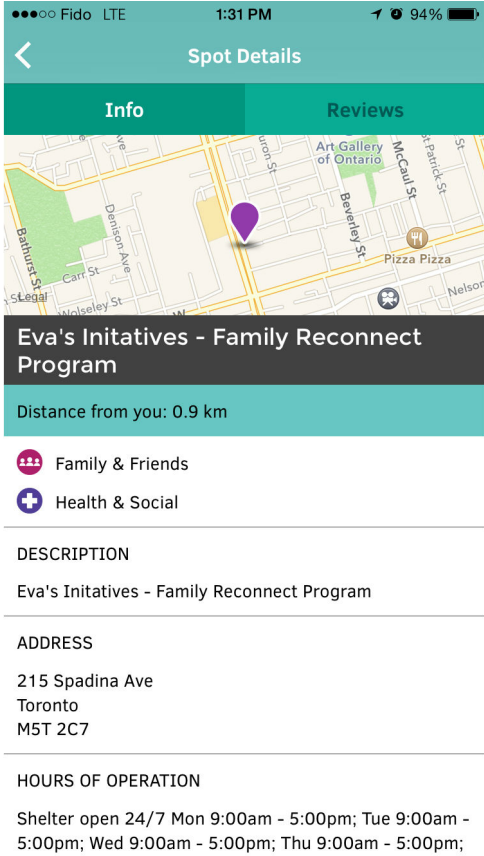 Fido LTE 1:31 PM 94%
Spot Details
Info Reviews
Art Gallery
of Ontario
McCaul St
St Patrick St
Beverley St
Denison Ave
Bathurst St
Carr St
Legal
Wolseley St
Pizza Pizza
Nelson
Eva's Initatives - Family Reconnect
Program
Distance from you: 0.9 km
Family & Friends
Health & Social
DESCRIPTION
Eva's Initatives - Family Reconnect Program
ADDRESS
215 Spadina Ave
Toronto
M5T 2C7
HOURS OF OPERATION
Shelter open 24/7 Mon 9:00am - 5:00pm; Tue 9:00am -
5:00pm; Wed 9:00am - 5:00pm; Thu 9:00am - 5:00pm;